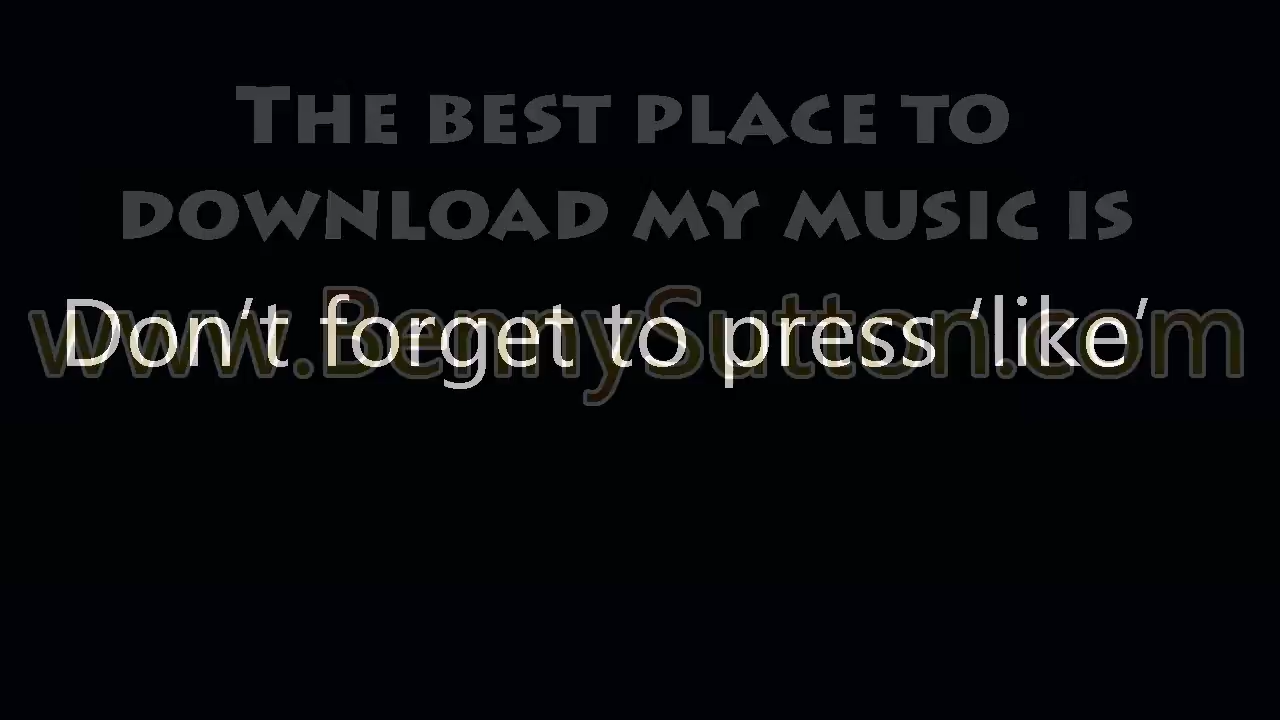 The best place to
download my music is
www.BennySutton.com
Don't forget to press 'like'